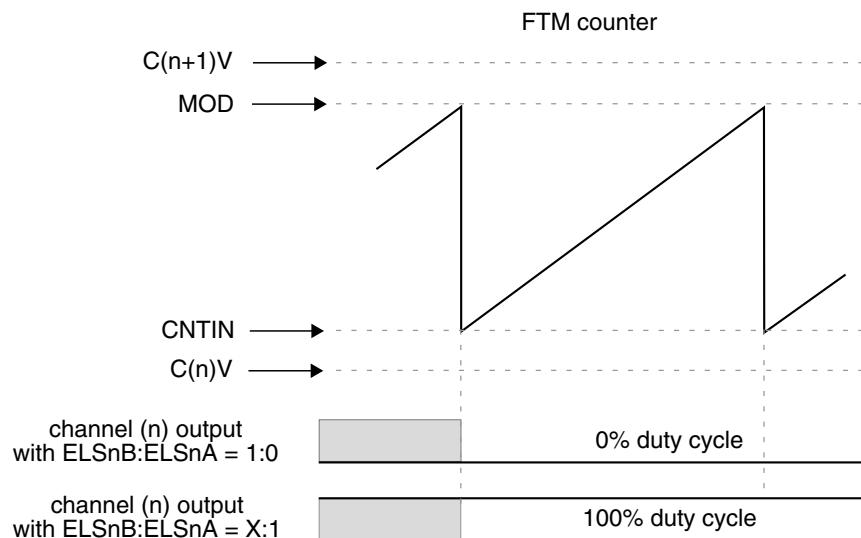 FTM counter
C(n+1)V
MOD
CNTIN
C(n)V
channel (n) output
with ELSnB:ELSnA = 1:0
0% duty cycle
channel (n) output
with ELSnB:ELSnA = X:1
100% duty cycle